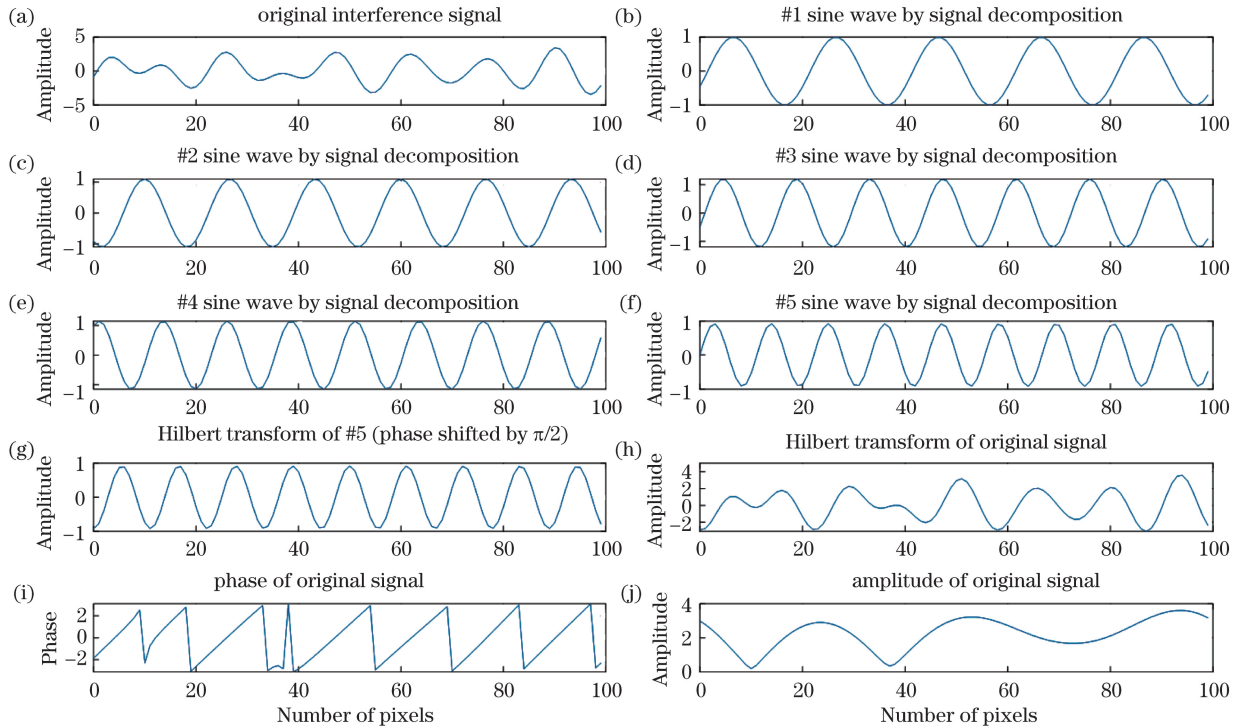 (a)
original interference signal
Amplitude
5
0
−5
0 20 40 60 80 100
(b)
#1 sine wave by signal decomposition
Amplitude
1
0
−1
0 20 40 60 80 100
(c)
#2 sine wave by signal decomposition
Amplitude
1
0
−1
0 20 40 60 80 100
(d)
#3 sine wave by signal decomposition
Amplitude
1
0
−1
0 20 40 60 80 100
(e)
#4 sine wave by signal decomposition
Amplitude
1
0
−1
0 20 40 60 80 100
(f)
#5 sine wave by signal decomposition
Amplitude
1
0
−1
0 20 40 60 80 100
(g)
Hilbert transform of #5 (phase shifted by π/2)
Amplitude
1
0
−1
0 20 40 60 80 100
(h)
Hilbert tramsform of original signal
Amplitude
4
2
0
−2
0 20 40 60 80 100
(i)
phase of original signal
Phase
2
0
−2
0 20 40 60 80 100
Number of pixels
(j)
amplitude of original signal
Amplitude
4
2
0
0 20 40 60 80 100
Number of pixels